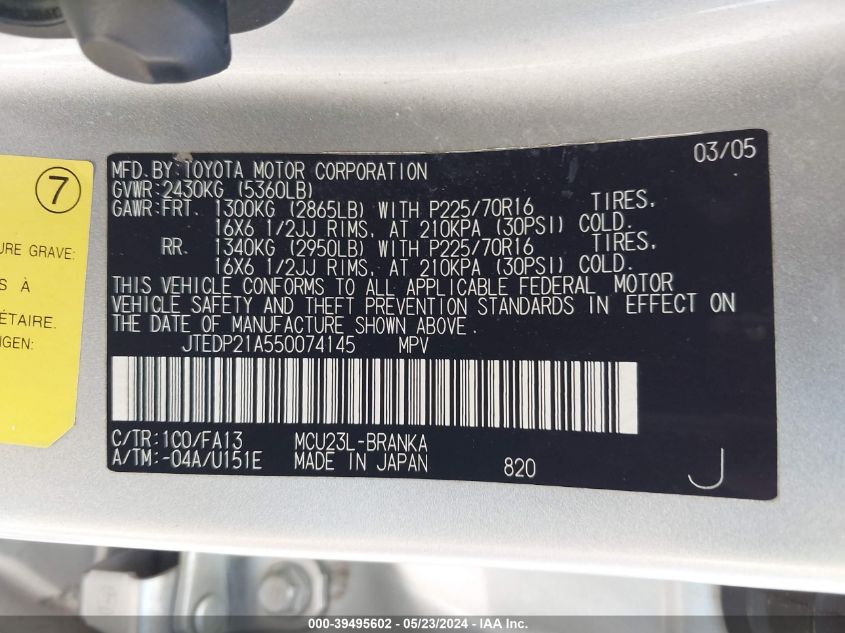 7
URE GRAVE:
S À
ÉTAIRE.
UGEN:
03/05
MFD.BY:TOYOTA MOTOR CORPORATION
GVWR:2430KG (5360LB)
GAWR:FRT. 1300KG (2865LB) WITH P225/70R16 TIRES,
16X6 1/2JJ RIMS, AT 210KPA (30PSI) COLD.
RR. 1340KG (2950LB) WITH P225/70R16 TIRES,
16X6 1/2JJ RIMS, AT 210KPA (30PSI) COLD.
THIS VEHICLE CONFORMS TO ALL APPLICABLE FEDERAL MOTOR
VEHICLE SAFETY AND THEFT PREVENTION STANDARDS IN EFFECT ON
THE DATE OF MANUFACTURE SHOWN ABOVE.
JTEDP21A550074145 MPV
C/TR:1C0/FA13 MCU23L-BRANKA
A/TM:-04A/U151E MADE IN JAPAN 820 J
000-39495602 - 05/23/2024 - IAA Inc.